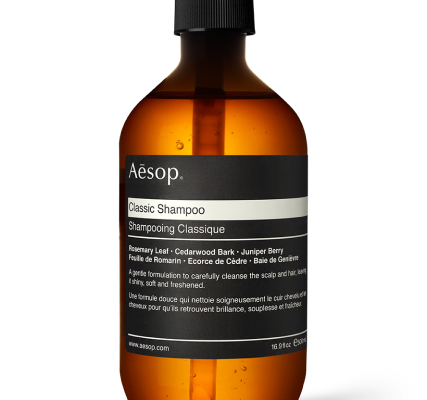 Aēsop®
Classic Shampoo
Shampooing Classique
Rosemary Leaf · Cedarwood Bark · Juniper Berry
Feuille de Romarin · Ecorce de Cèdre · Baie de Genièvre
A gentle formulation to carefully cleanse the scalp and hair, leaving
it shiny, soft and freshened.
Une formule douce qui nettoie soigneusement le cuir chevelu et les
cheveux pour qu'ils retrouvent brillance, souplesse et fraîcheur.
www.aesop.com 16.9 fl oz ℮500 mL